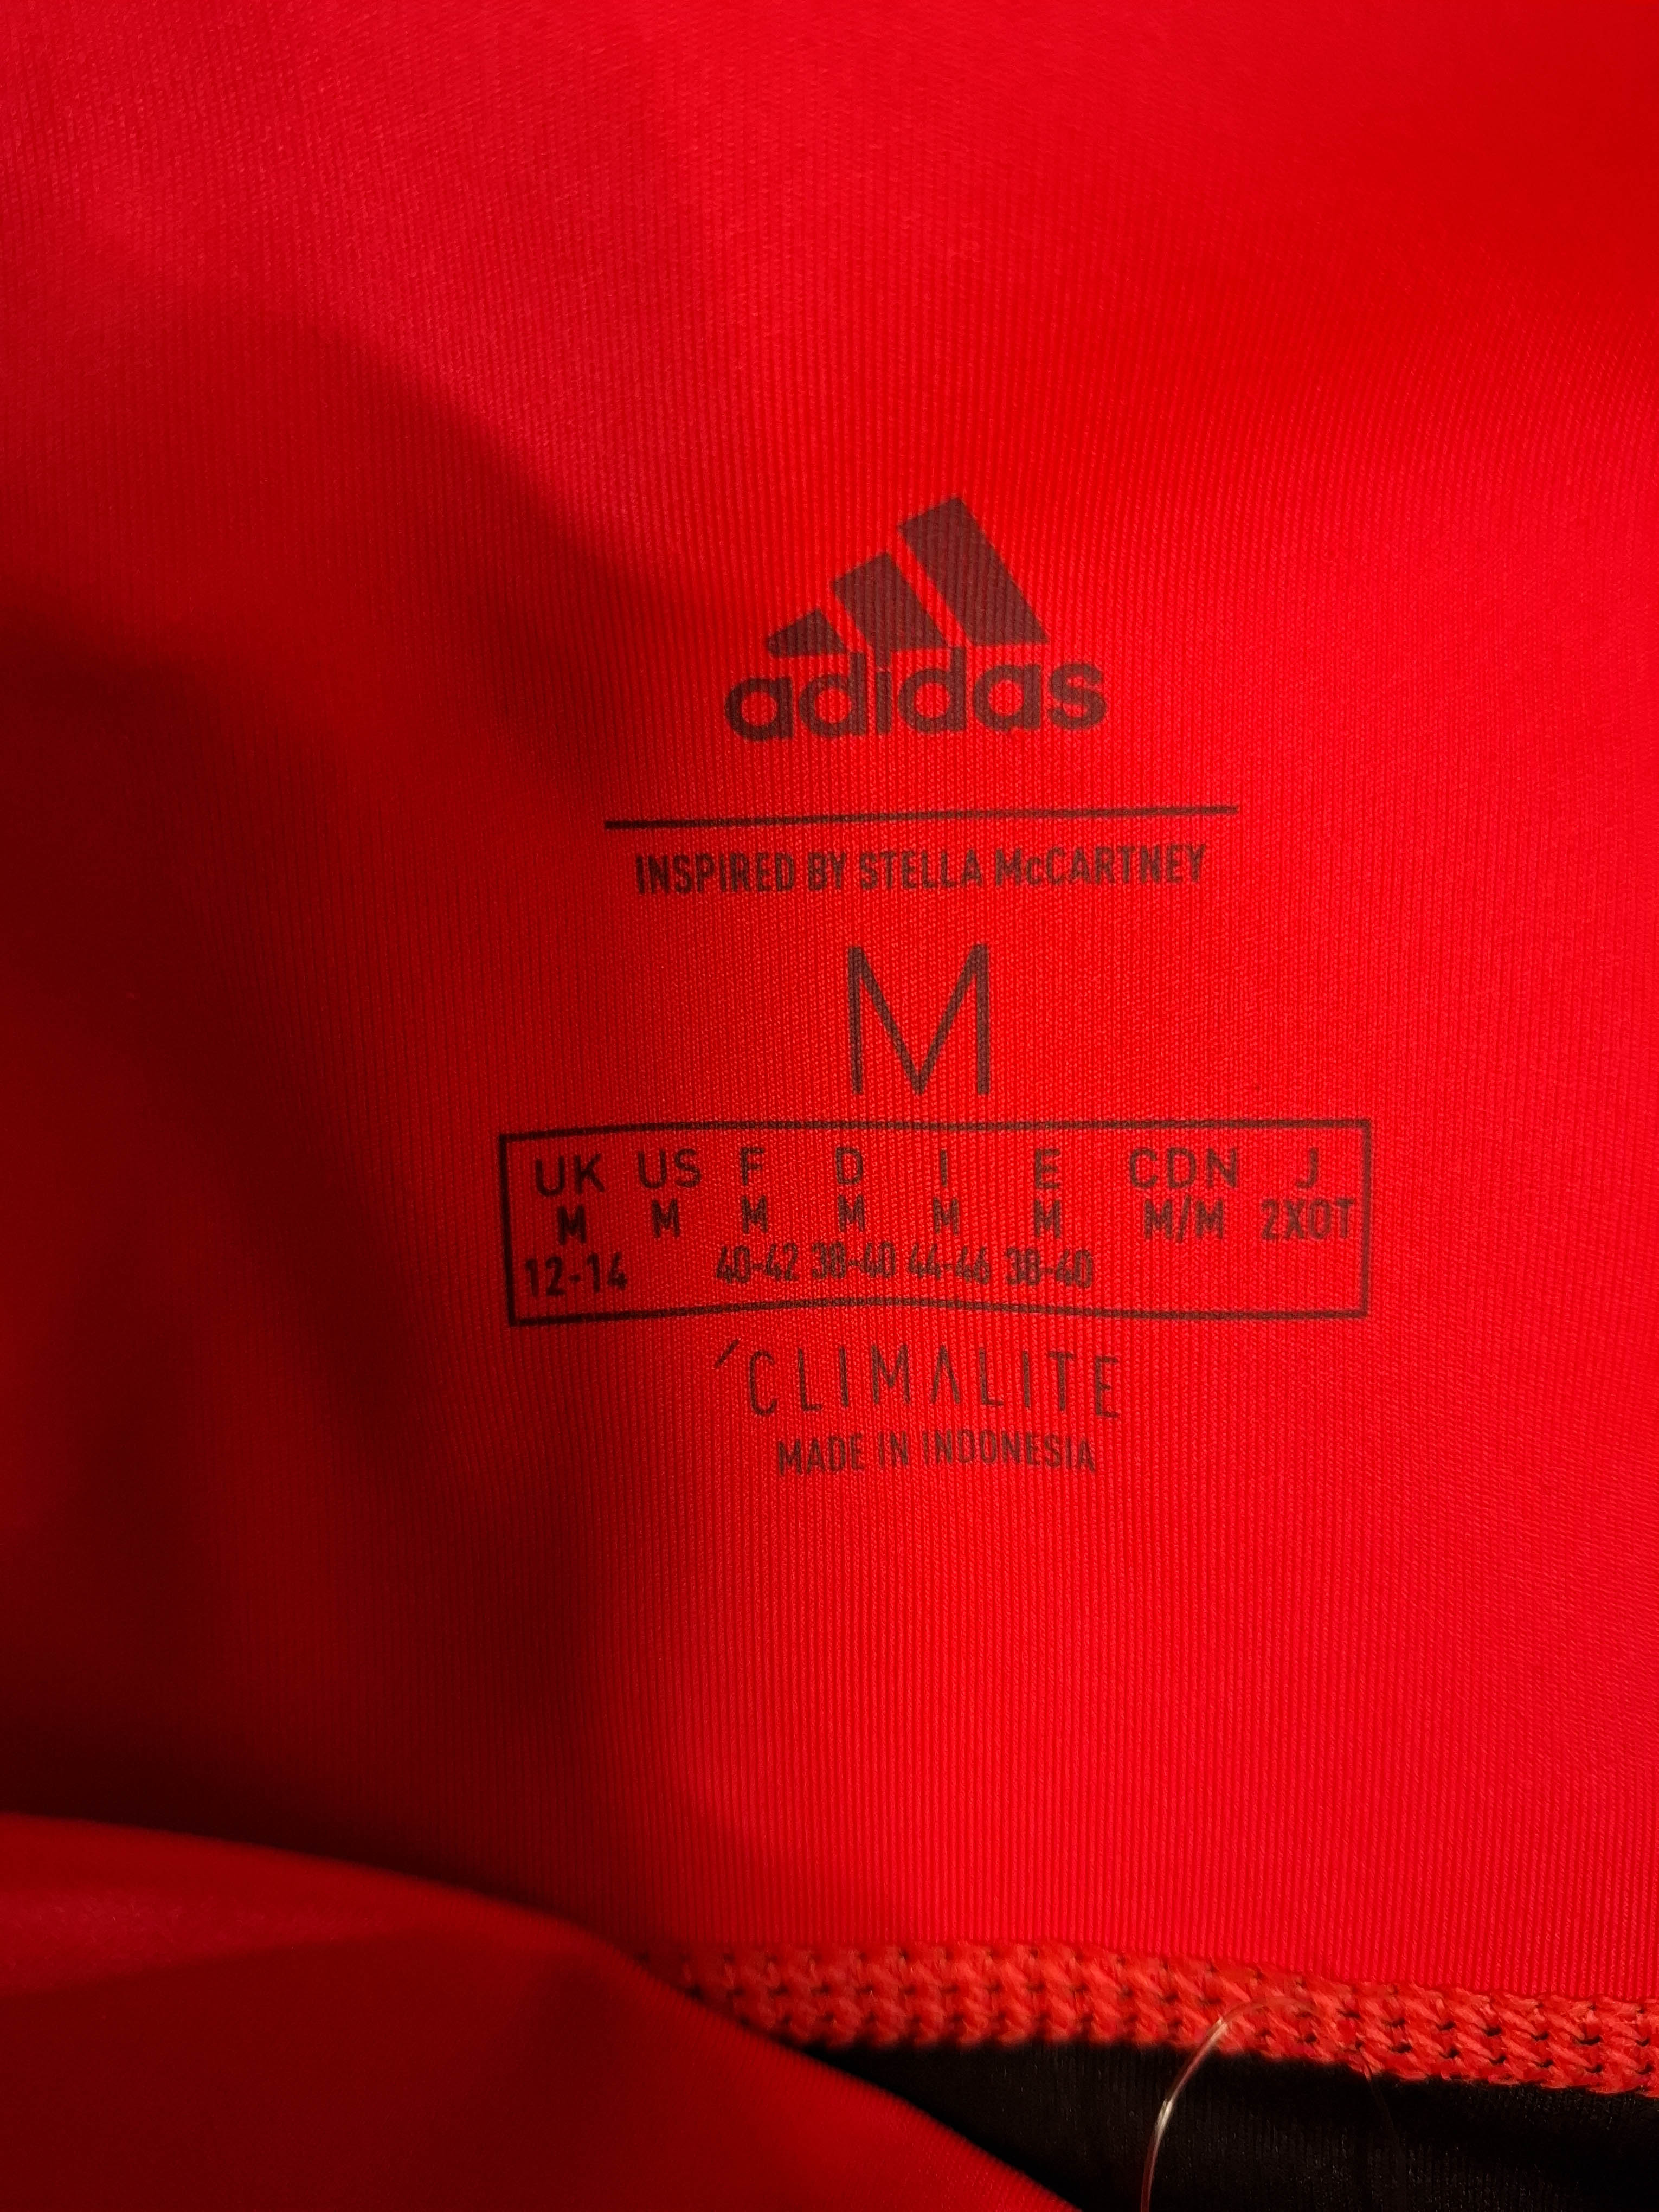 adidas
INSPIRED BY STELLA McCARTNEY
M
UK US F D I E CDN J
M M M M M M M/M 2XOT
12-14 40-42 38-40 44-46 38-40
´CLIMALITE
MADE IN INDONESIA